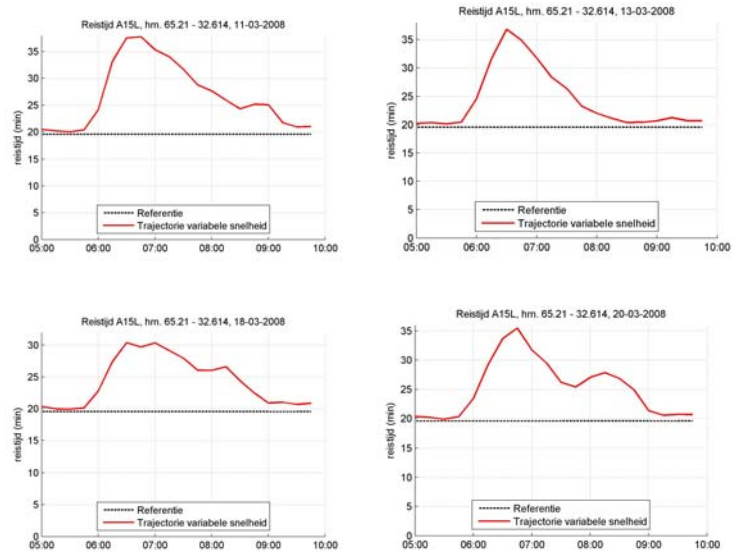 Reistijd A15L, hm. 65.21 - 32.614, 11-03-2008
reistijd (min)
35
30
25
20
15
10
5
0
Referentie
Trajectorie variabele snelheid
05:00 06:00 07:00 08:00 09:00 10:00
Reistijd A15L, hm. 65.21 - 32.614, 13-03-2008
reistijd (min)
35
30
25
20
15
10
5
0
Referentie
Trajectorie variabele snelheid
05:00 06:00 07:00 08:00 09:00 10:00
Reistijd A15L, hm. 65.21 - 32.614, 18-03-2008
reistijd (min)
30
25
20
15
10
5
0
Referentie
Trajectorie variabele snelheid
05:00 06:00 07:00 08:00 09:00 10:00
Reistijd A15L, hm. 65.21 - 32.614, 20-03-2008
reistijd (min)
35
30
25
20
15
10
5
0
Referentie
Trajectorie variabele snelheid
05:00 06:00 07:00 08:00 09:00 10:00